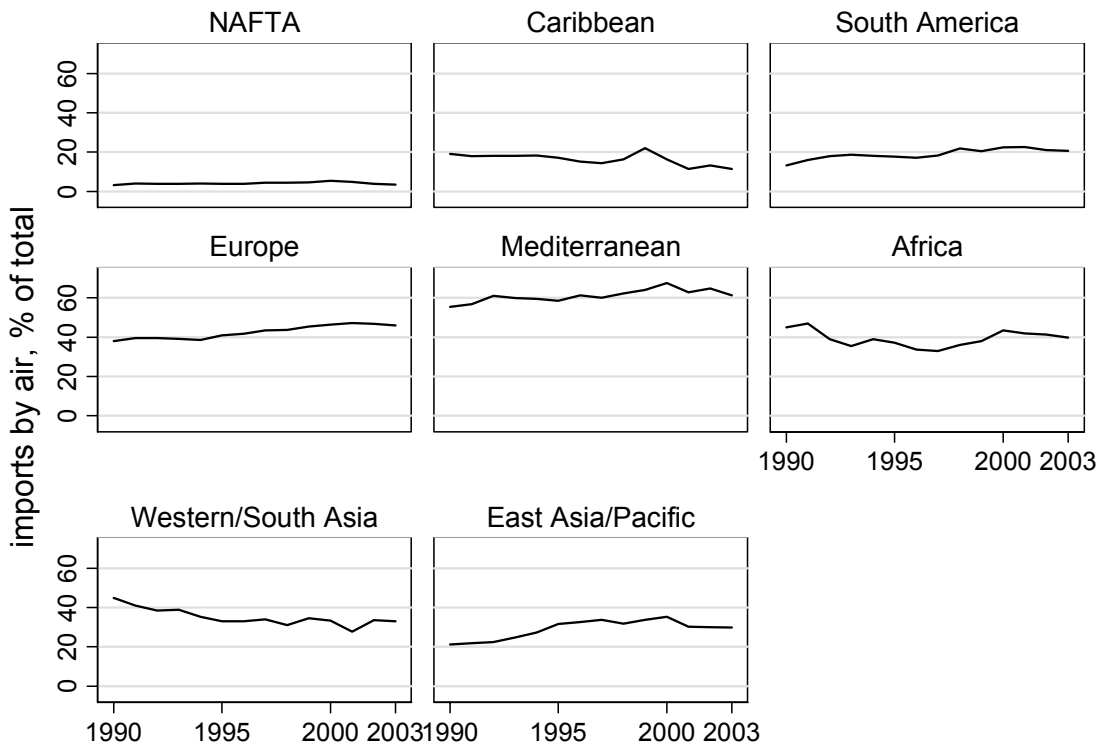 imports by air, % of total
NAFTA
Caribbean
South America
60
40
20
0
Europe
Mediterranean
Africa
60
40
20
0
1990 1995 2000 2003
Western/South Asia
East Asia/Pacific
60
40
20
0
1990 1995 2000 2003
1990 1995 2000 2003